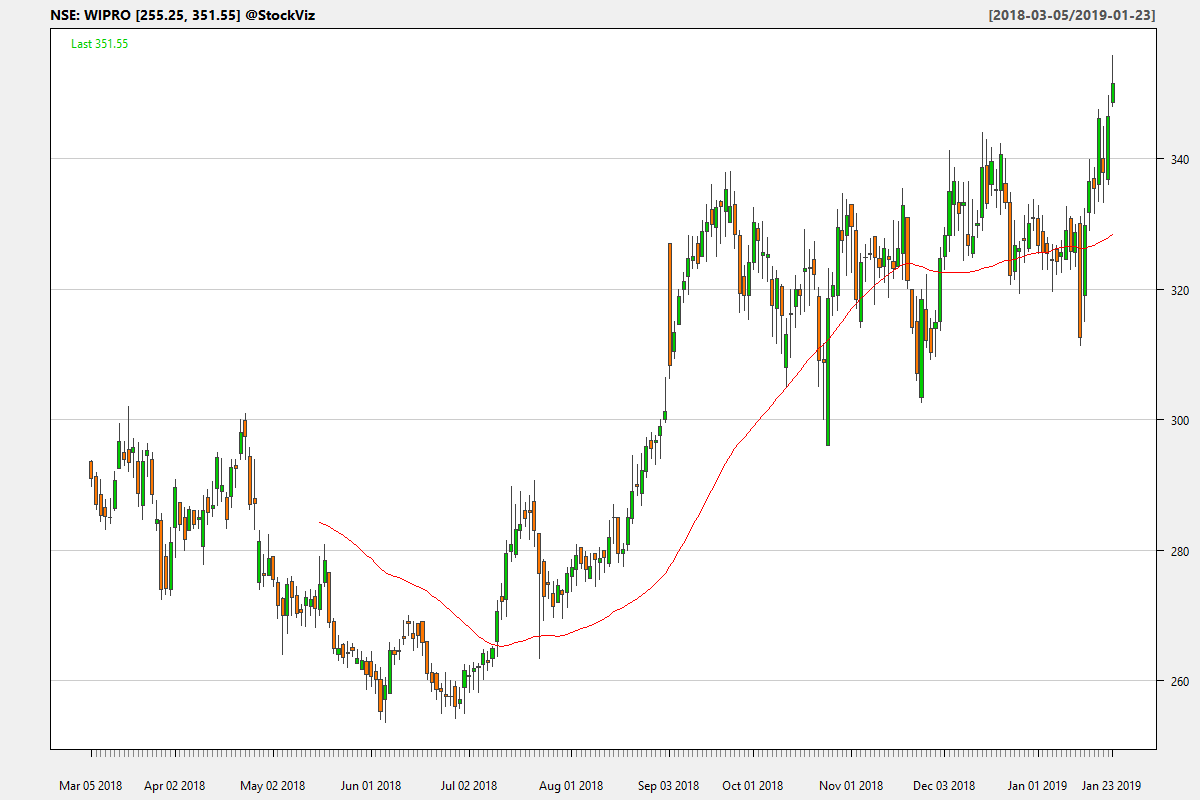 NSE: WIPRO [255.25, 351.55] @StockViz
[2018-03-05/2019-01-23]
Last 351.55
340
320
300
280
260
Mar 05 2018 Apr 02 2018 May 02 2018 Jun 01 2018 Jul 02 2018 Aug 01 2018 Sep 03 2018 Oct 01 2018 Nov 01 2018 Dec 03 2018 Jan 01 2019 Jan 23 2019